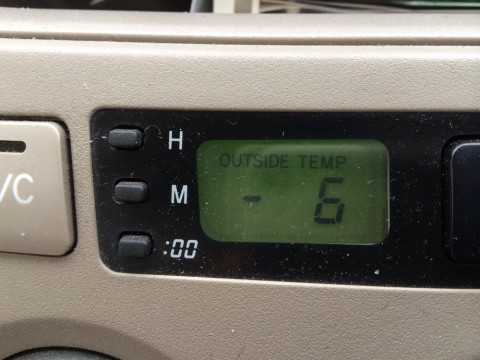 H
OUTSIDE TEMP
/C
M
- 6
:00